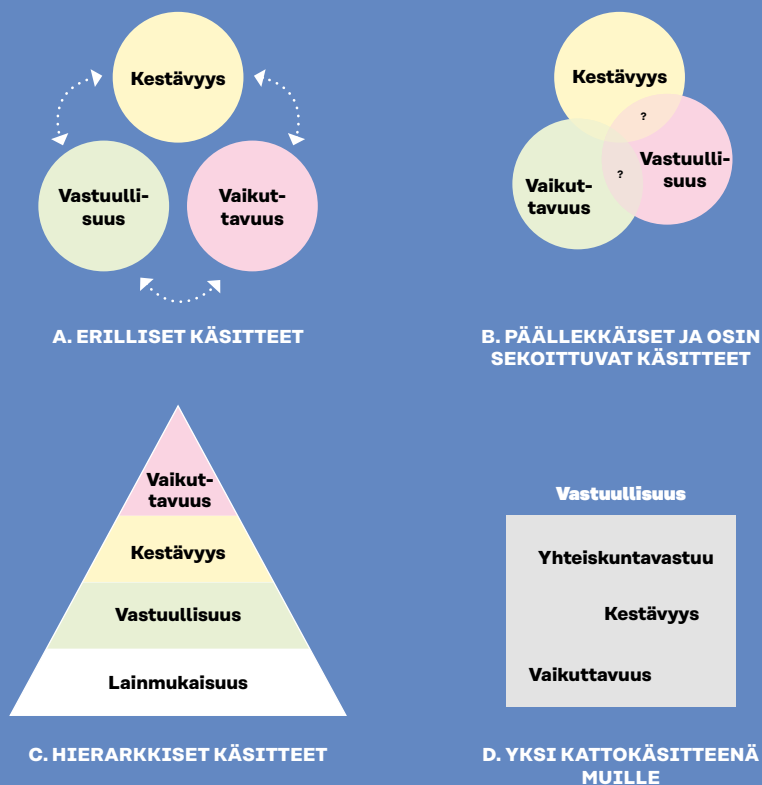 Kestävyys
Vastuulli-
suus
Vaikut-
tavuus
A. ERILLISET KÄSITTEET
Kestävyys
?
Vastuulli-
suus
?
Vaikut-
tavuus
B. PÄÄLLEKKÄISET JA OSIN
SEKOITTUVAT KÄSITTEET
Vaikut-
tavuus
Kestävyys
Vastuullisuus
Lainmukaisuus
C. HIERARKKISET KÄSITTEET
Vastuullisuus
Yhteiskuntavastuu
Kestävyys
Vaikuttavuus
D. YKSI KATTOKÄSITTEENÄ
MUILLE